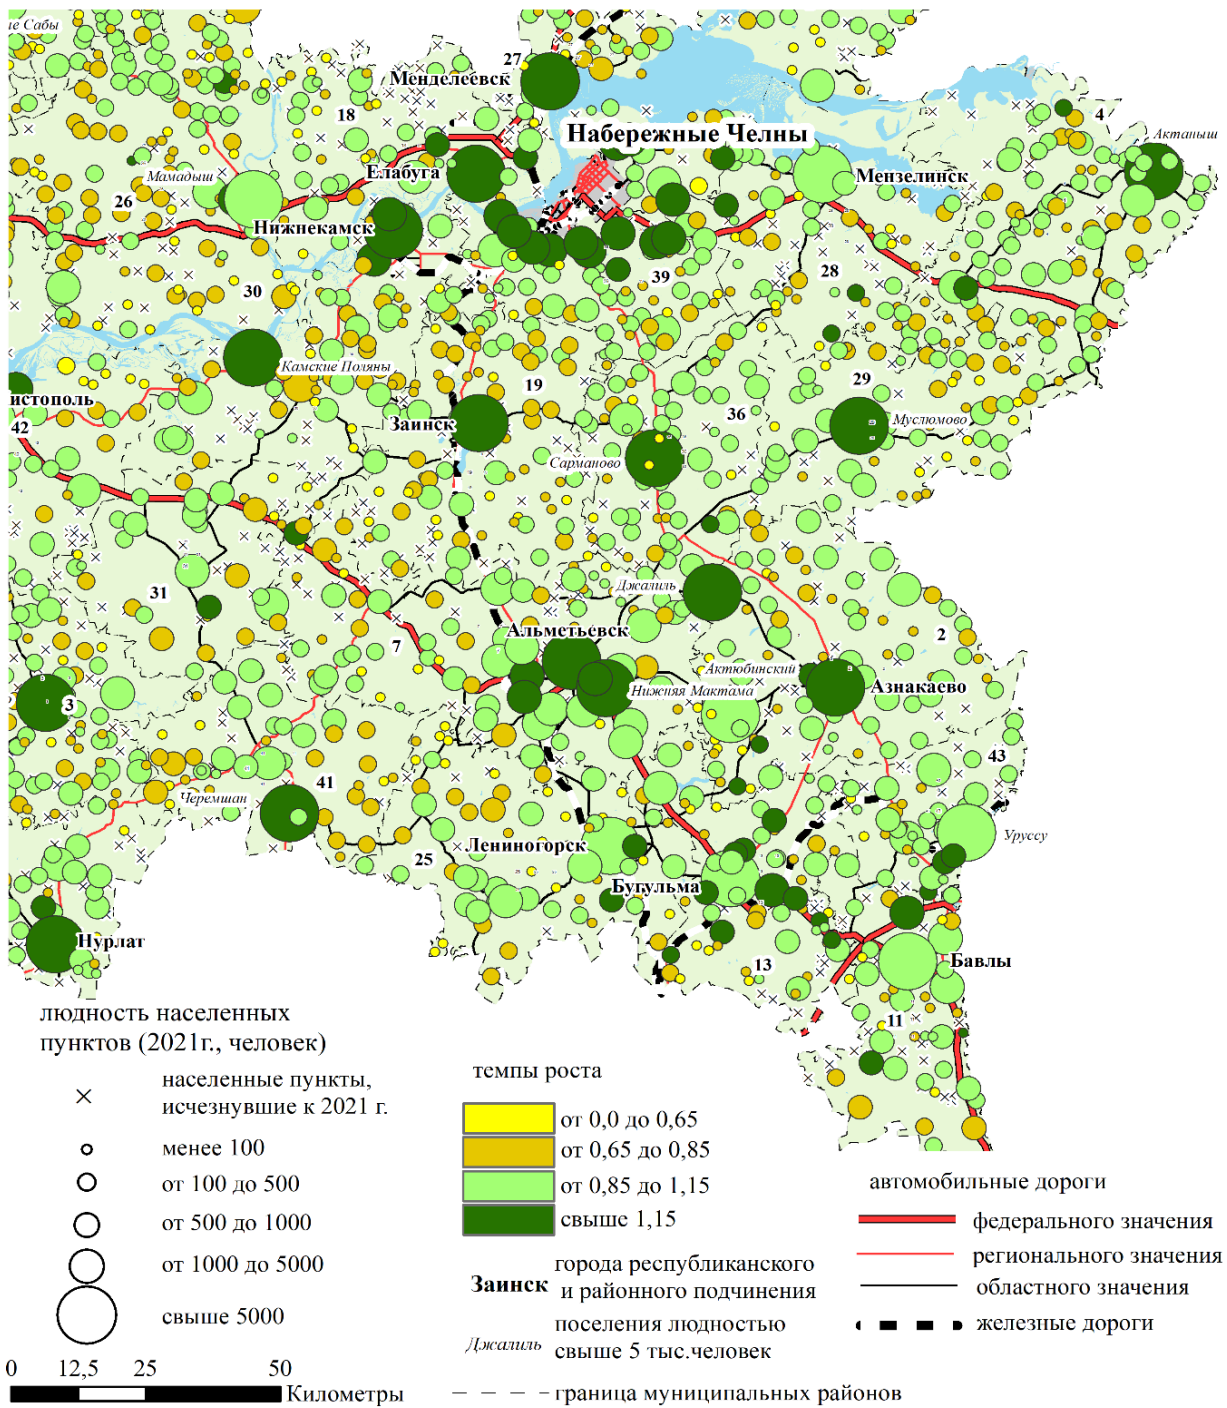 ие Сабы
27
Менделеевск
18
4
Набережные Челны
Актаныш
Елабуга
Мамадыш
Мензелинск
26
Нижнекамск
39
28
30
Камские Поляны
19
29
истополь
36
42
Заинск
Муслюмово
Сарманово
Джалиль
31
Альметьевск
2
7
Актюбинский
Нижняя Мактама
Азнакаево
3
43
41
Черемшан
Уруссу
Лениногорск
25
Бугульма
Нурлат
13
Бавлы
11
людность населенных
пунктов (2021г., человек)
населенные пункты,
исчезнувшие к 2021 г.
менее 100
от 100 до 500
от 500 до 1000
от 1000 до 5000
свыше 5000
0 12,5 25 50
Километры
темпы роста
от 0,0 до 0,65
от 0,65 до 0,85
от 0,85 до 1,15
свыше 1,15
Заинск
города республиканского
и районного подчинения
Джалиль
поселения людностью
свыше 5 тыс.человек
граница муниципальных районов
автомобильные дороги
федерального значения
регионального значения
областного значения
железные дороги